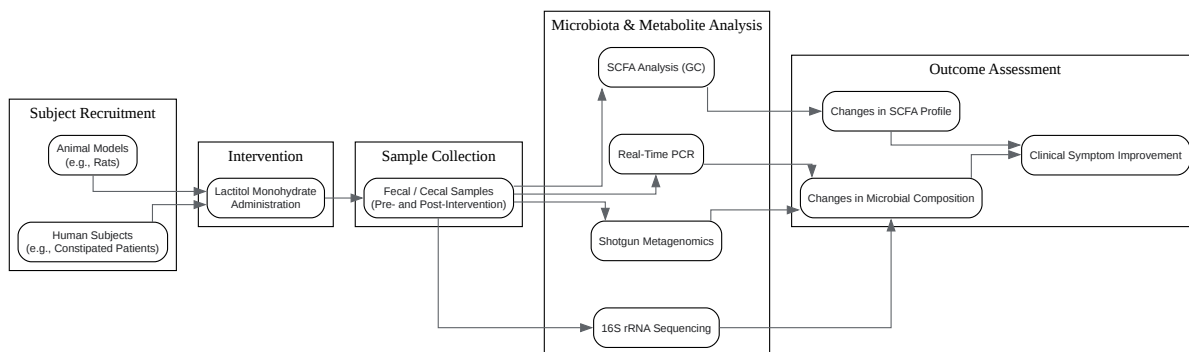 Subject Recruitment
Animal Models
(e.g., Rats)
Human Subjects
(e.g., Constipated Patients)
Intervention
Lactitol Monohydrate
Administration
Sample Collection
Fecal / Cecal Samples
(Pre- and Post-Intervention)
Microbiota & Metabolite Analysis
SCFA Analysis (GC)
Real-Time PCR
Shotgun Metagenomics
16S rRNA Sequencing
Outcome Assessment
Changes in SCFA Profile
Changes in Microbial Composition
Clinical Symptom Improvement